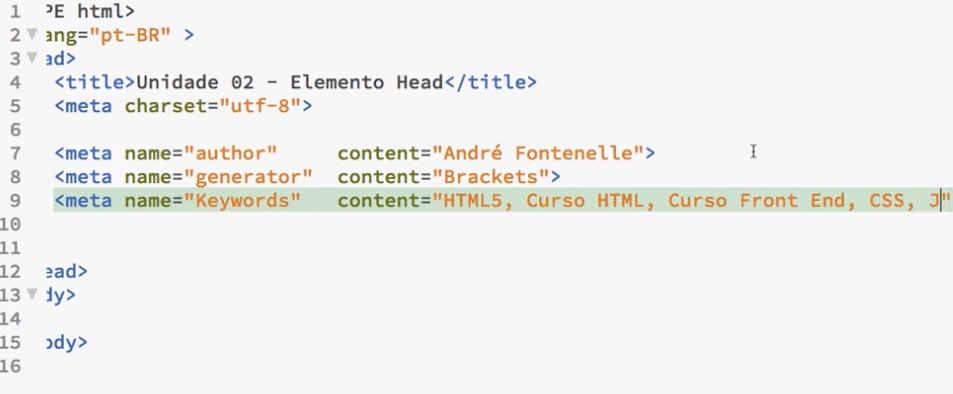 1 PE html>
2 ang="pt-BR" >
3 ad>
4 <title>Unidade 02 - Elemento Head</title>
5 <meta charset="utf-8">
6
7 <meta name="author" content="André Fontenelle">
8 <meta name="generator" content="Brackets">
9 <meta name="Keywords" content="HTML5, Curso HTML, Curso Front End, CSS, J"
10
11
12 ead>
13 dy>
14
15 ody>
16